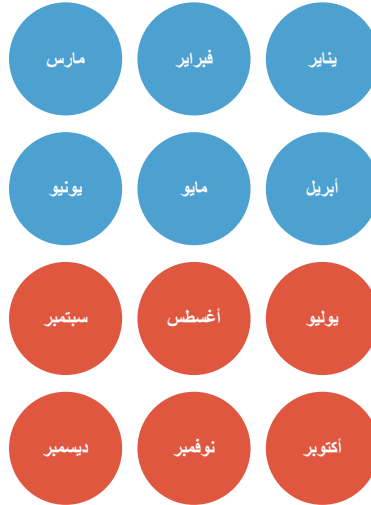 يناير
فبراير
مارس
أبريل
مايو
يونيو
يوليو
أغسطس
سبتمبر
أكتوبر
نوفمبر
ديسمبر